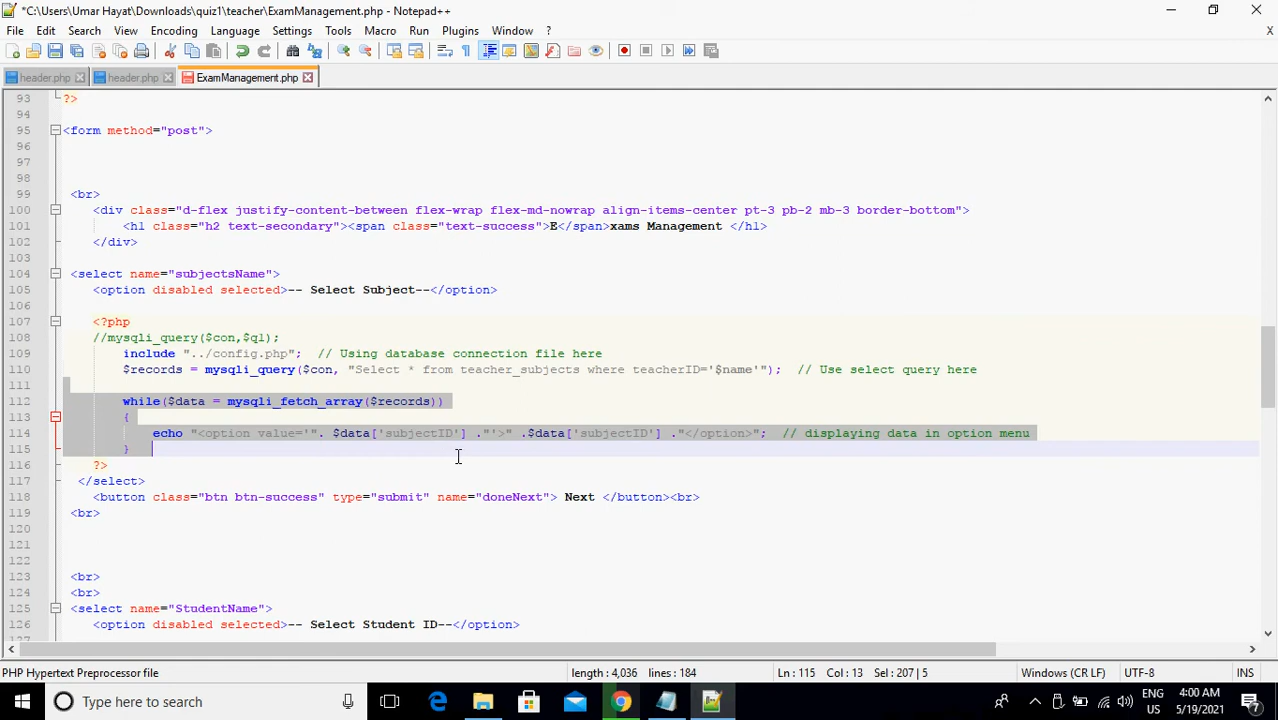 *C:\Users\Umar Hayat\Downloads\quiz1\teacher\ExamManagement.php - Notepad++
File Edit Search View Encoding Language Settings Tools Macro Run Plugins Window ? X
header.php header.php ExamManagement.php
93 ?>
94
95 <form method="post">
96
97
98
99 <br>
100 <div class="d-flex justify-content-between flex-wrap flex-md-nowrap align-items-center pt-3 pb-2 mb-3 border-bottom">
101 <h1 class="h2 text-secondary"><span class="text-success">E</span>xams Management </h1>
102 </div>
103
104 <select name="subjectsName">
105 <option disabled selected>-- Select Subject--</option>
106
107 <?php
108 //mysqli_query($con,$q1);
109 include "../config.php"; // Using database connection file here
110 $records = mysqli_query($con, "Select * from teacher_subjects where teacherID='$name'"); // Use select query here
111
112 while($data = mysqli_fetch_array($records))
113 {
114 echo "<option value='". $data['subjectID'] ."'>" .$data['subjectID'] ."</option>"; // displaying data in option menu
115 }
116 ?>
117 </select>
118 <button class="btn btn-success" type="submit" name="doneNext"> Next </button><br>
119 <br>
120
121
122
123 <br>
124 <br>
125 <select name="StudentName">
126 <option disabled selected>-- Select Student ID--</option>
PHP Hypertext Preprocessor file length : 4,036 lines : 184 Ln : 115 Col : 13 Sel : 207 | 5 Windows (CR LF) UTF-8 INS
Type here to search
ENG
US
4:00 AM
5/19/2021
7